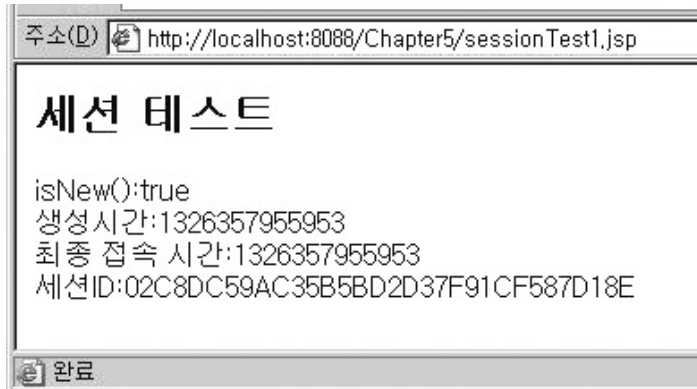 주소(D) http://localhost:8088/Chapter5/sessionTest1.jsp
세션 테스트
isNew():true
생성시간:1326357955953
최종 접속 시간:1326357955953
세션ID:02C8DC59AC35B5BD2D37F91CF587D18E
완료